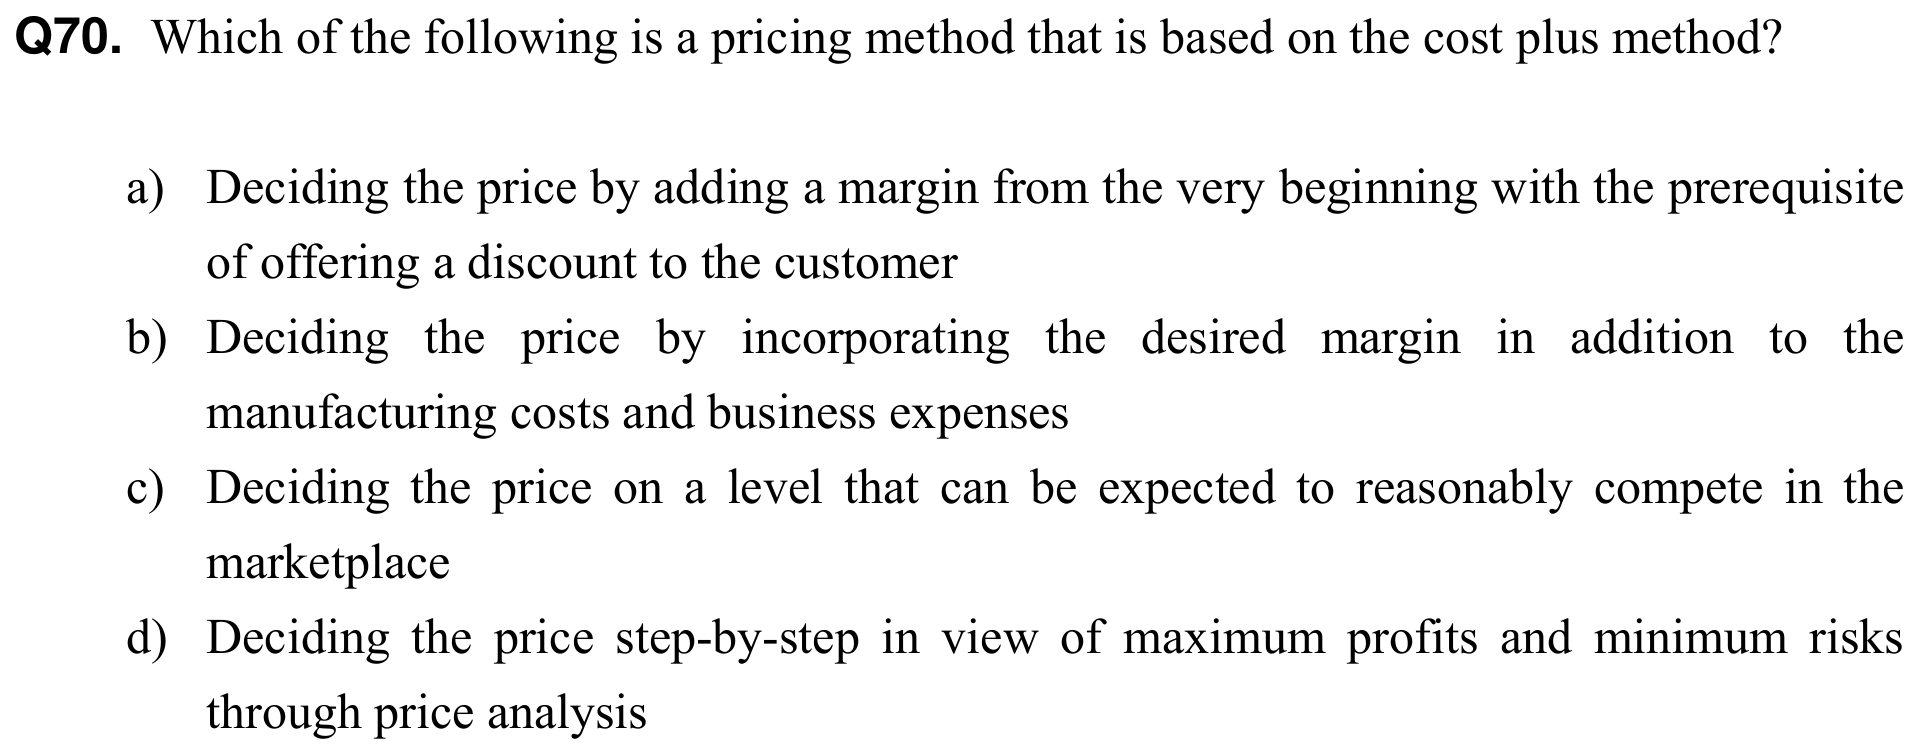 Q70. Which of the following is a pricing method that is based on the cost plus method?
a) Deciding the price by adding a margin from the very beginning with the prerequisite
of offering a discount to the customer
b) Deciding the price by incorporating the desired margin in addition to the
manufacturing costs and business expenses
c) Deciding the price on a level that can be expected to reasonably compete in the
marketplace
d) Deciding the price step-by-step in view of maximum profits and minimum risks
through price analysis